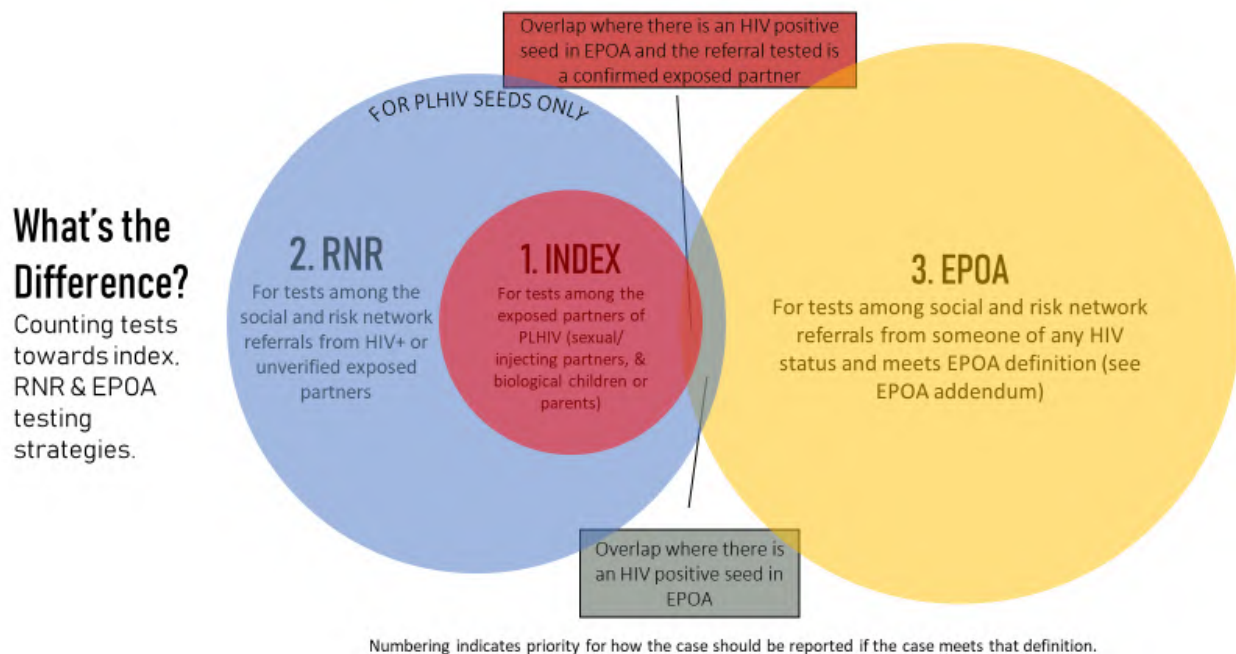 Overlap where there is an HIV positive
seed in EPOA and the referral tested is
a confirmed exposed partner
FOR PLHIV SEEDS ONLY
What's the
Difference?
Counting tests
towards index,
RNR & EPOA
testing
strategies.
2. RNR
For tests among the
social and risk network
referrals from HIV+ or
unverified exposed
partners
1. INDEX
For tests among the
exposed partners of
PLHIV (sexual/
injecting partners, &
biological children or
parents)
3. EPOA
For tests among social and risk network
referrals from someone of any HIV
status and meets EPOA definition (see
EPOA addendum)
Overlap where there is
an HIV positive seed in
EPOA
Numbering indicates priority for how the case should be reported if the case meets that definition.